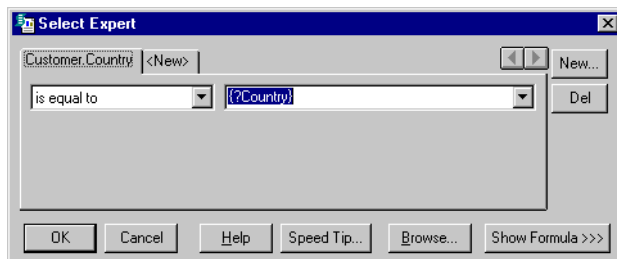 Select Expert
Customer.Country <New>
New...
is equal to {?Country}
Del
OK Cancel Help Speed Tip... Browse... Show Formula >>>